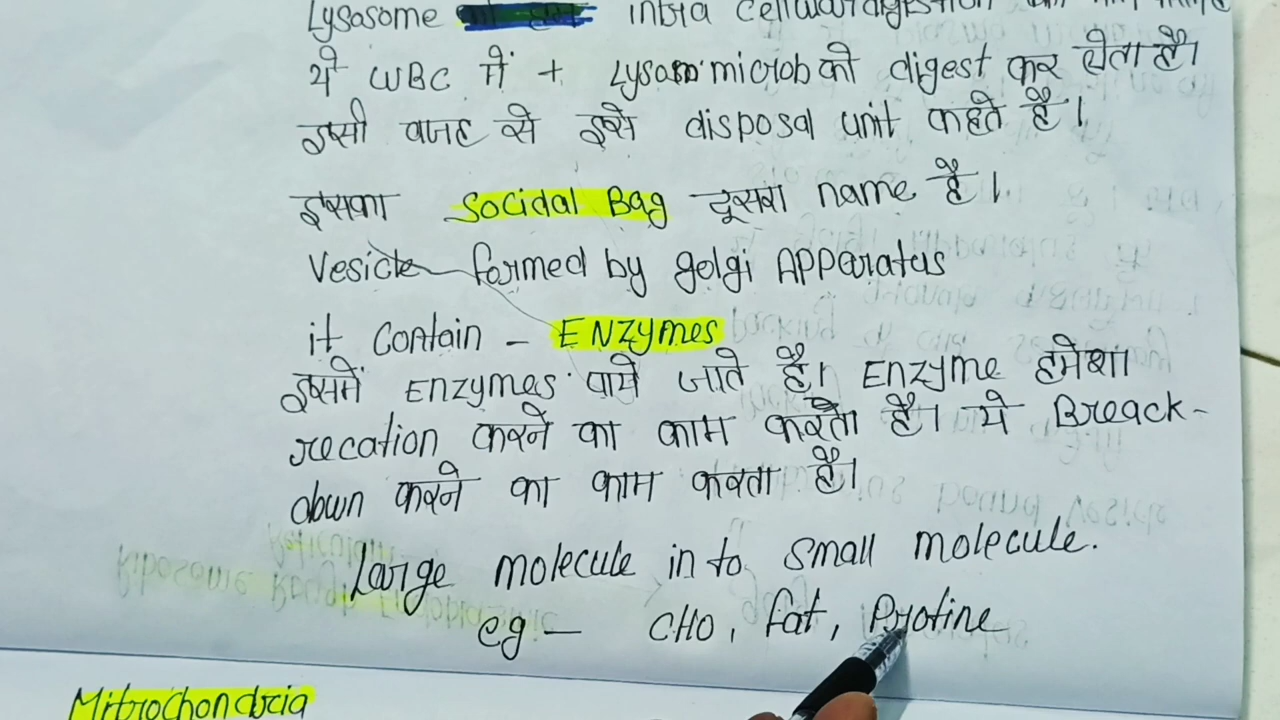 Lysosome intra cellular digestion
ये WBC में + Lysoso microb को digest कर देता है।
इसी वजह से इसे disposal unit कहते है।
इसका Socidal Bag दूसरा name है।
Vesicle formed by golgi APParatus
it Contain - ENZymes
इसमें ENZymes पाये जाते है। ENZyme हमेशा
recation करने का काम करता है। ये Breack-
down करने का काम करता है।
Large molecule in to small molecule.
eg - CHO, fat, Protine
Mitrochondria